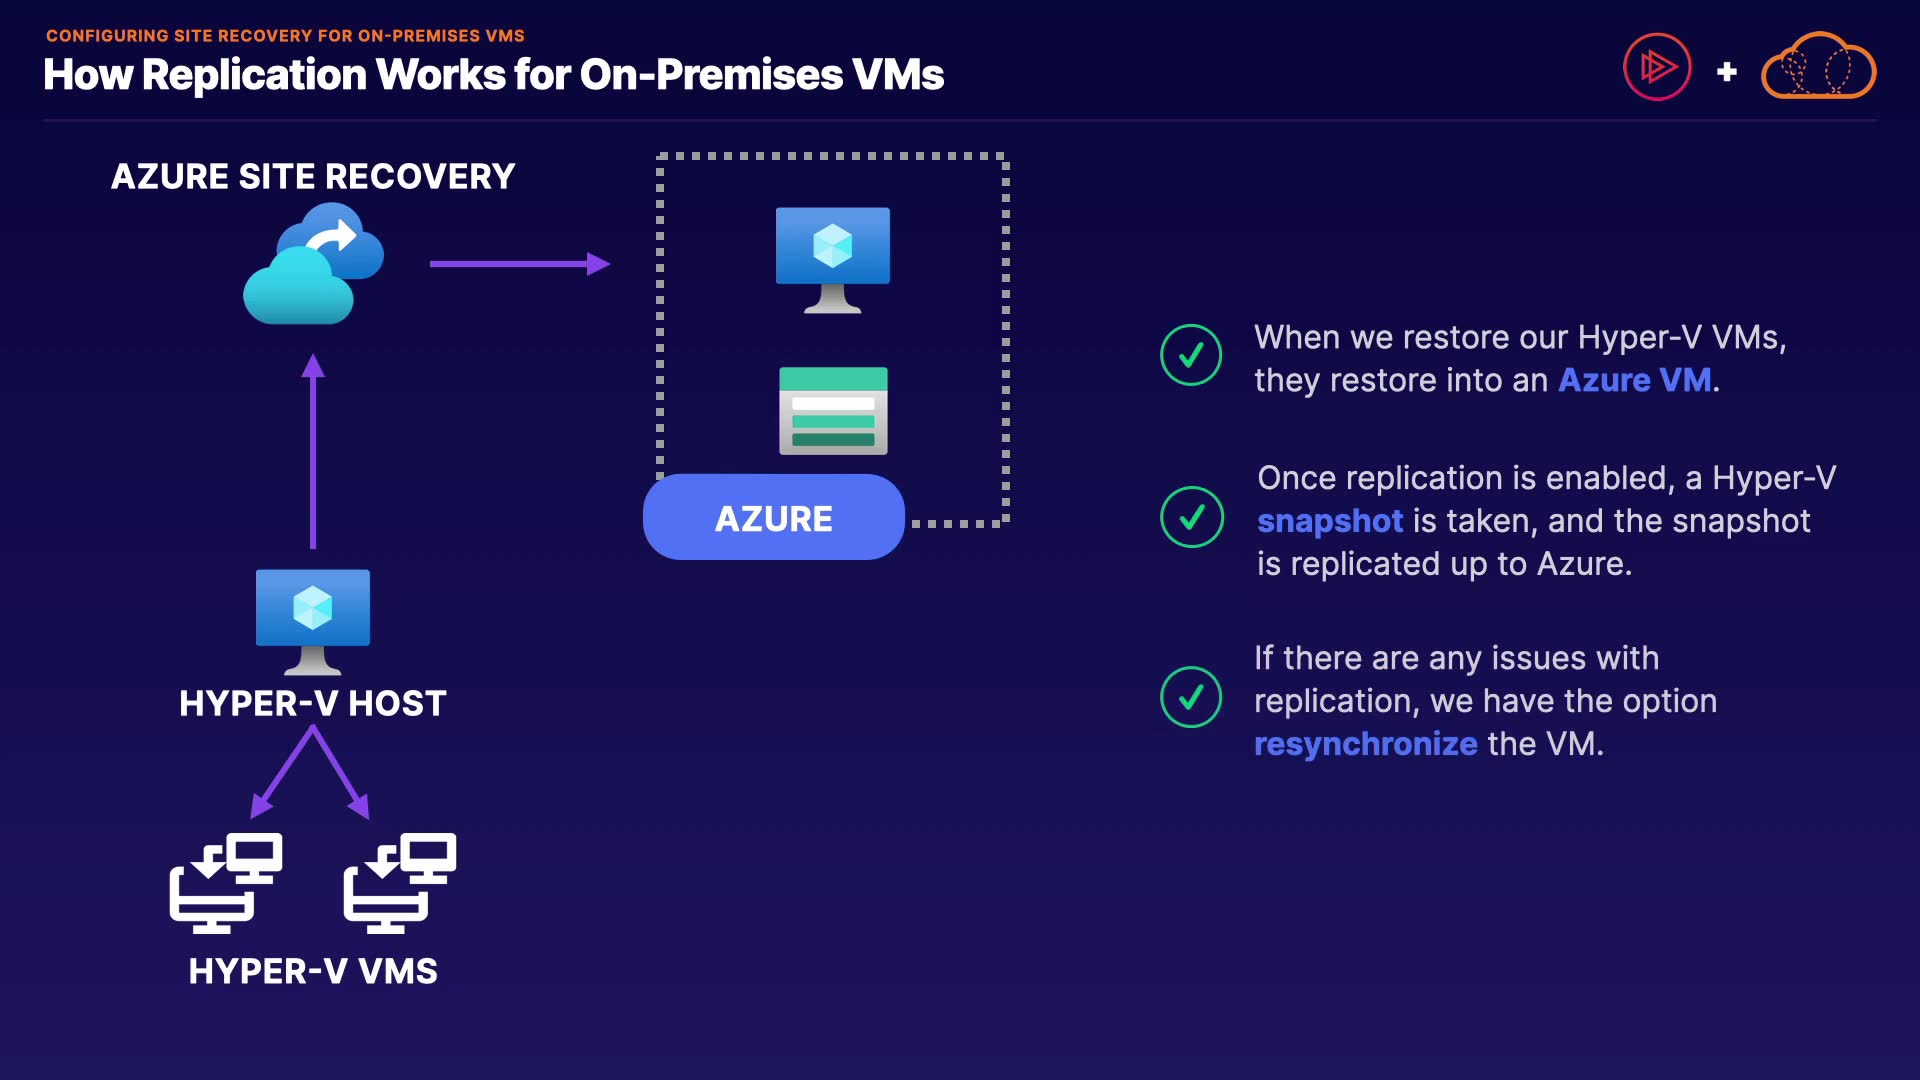 CONFIGURING SITE RECOVERY FOR ON-PREMISES VMS
How Replication Works for On-Premises VMs
AZURE SITE RECOVERY
AZURE
HYPER-V HOST
HYPER-V VMS
When we restore our Hyper-V VMs,
they restore into an Azure VM.
Once replication is enabled, a Hyper-V
snapshot is taken, and the snapshot
is replicated up to Azure.
If there are any issues with
replication, we have the option
resynchronize the VM.